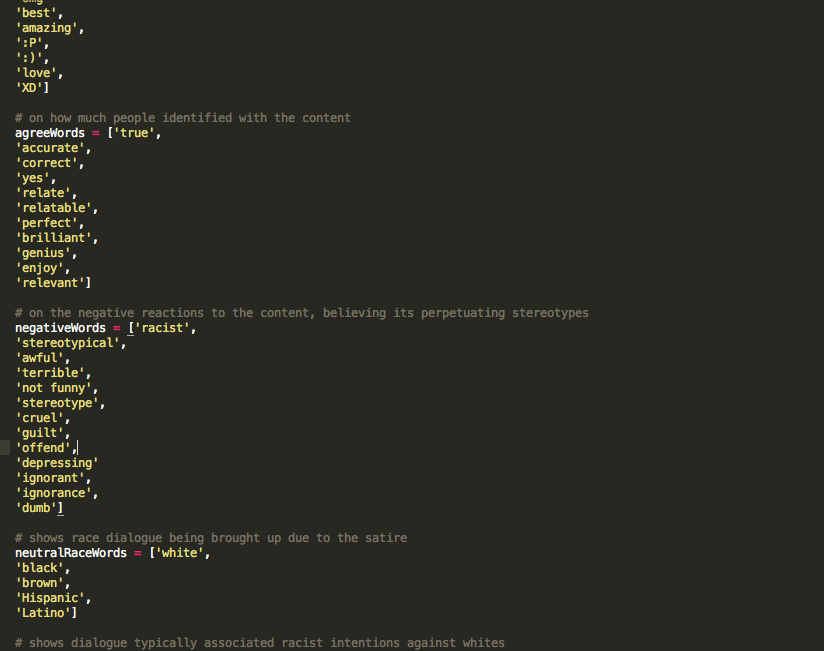 'best',
'amazing',
':P',
':)',
'love',
'XD']
# on how much people identified with the content
agreeWords = ['true',
'accurate',
'correct',
'yes',
'relate',
'relatable',
'perfect',
'brilliant',
'genius',
'enjoy',
'relevant']
# on the negative reactions to the content, believing its perpetuating stereotypes
negativeWords = ['racist',
'stereotypical',
'awful',
'terrible',
'not funny',
'stereotype',
'cruel',
'guilt',
'offend',
'depressing'
'ignorant',
'ignorance',
'dumb']
# shows race dialogue being brought up due to the satire
neutralRaceWords = ['white',
'black',
'brown',
'Hispanic',
'Latino']
# shows dialogue typically associated racist intentions against whites